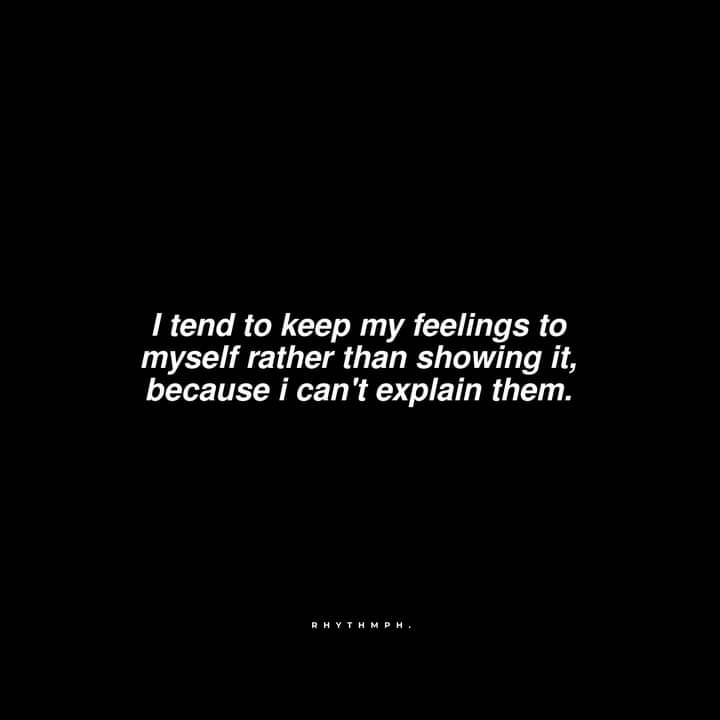 I tend to keep my feelings to
myself rather than showing it,
because i can't explain them.
RHYTHMPH.